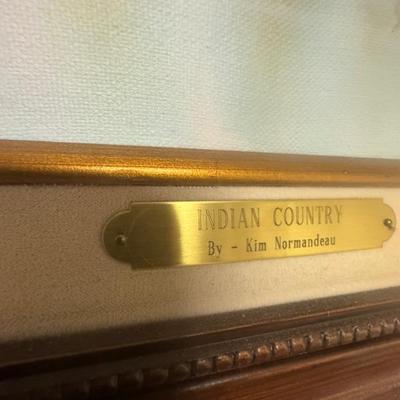 INDIAN COUNTRY
By - Kim Normandeau